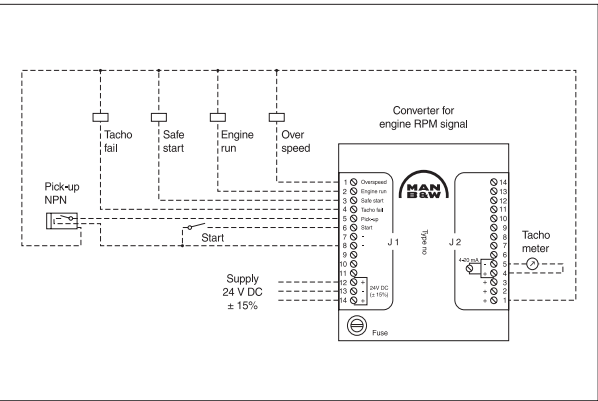 Converter for
engine RPM signal
Tacho
fail
Safe
start
Engine
run
Over
speed
Pick-up
NPN
Start
Supply
24 V DC
± 15%
MAN
B&W
Type no
J 1
J 2
1 Overspeed
2 Engine run
3 Safe start
4 Tacho fail
5 Pick-up
6 Start
7 -
8 -
9
10
11
12 +
13 -
14 +
24V DC
(± 15%)
Fuse
14
13
12
11
10
9
8
7
6
4-20 mA
- 5
+ 4
+ 3
+ 2
+ 1
Tacho
meter